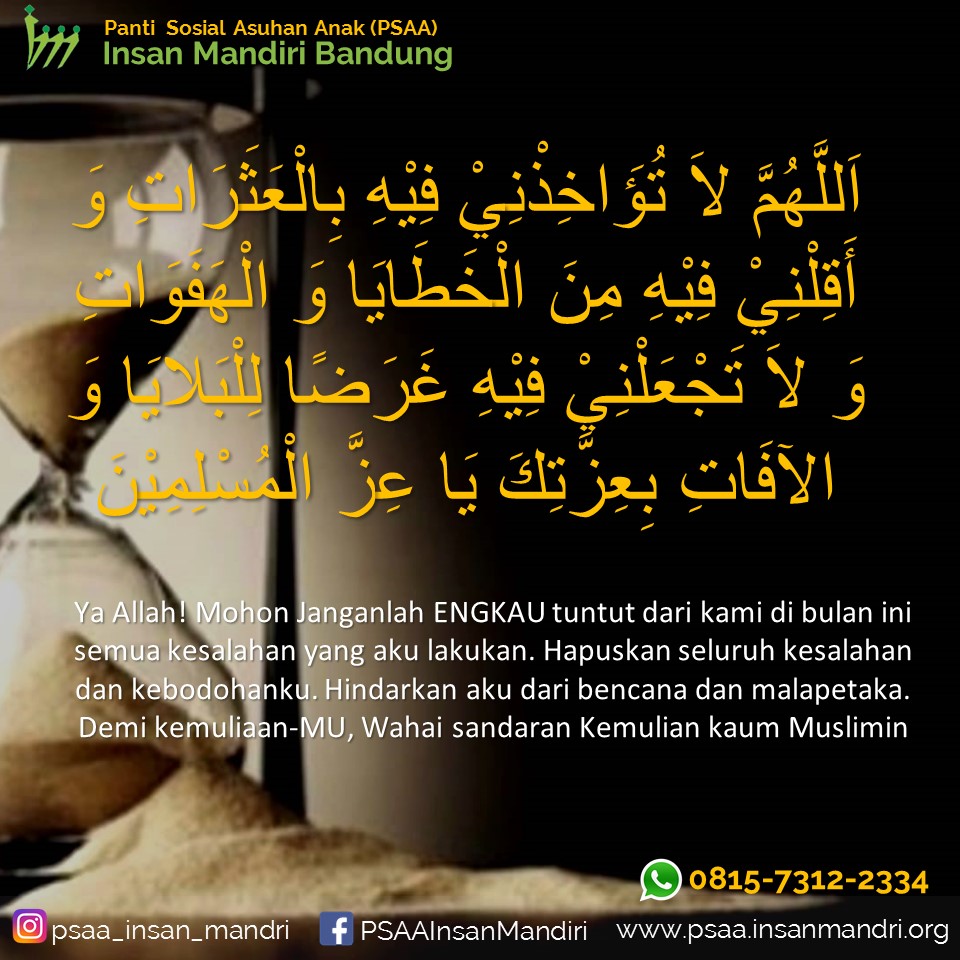 Panti Sosial Asuhan Anak (PSAA)
Insan Mandiri Bandung
اَللَّهُمَّ لاَ تُؤَاخِذْنِيْ فِيْهِ بِالْعَثَرَاتِ وَ
أَقِلْنِيْ فِيْهِ مِنَ الْخَطَايَا وَ الْهَفَوَاتِ
وَ لاَ تَجْعَلْنِيْ فِيْهِ غَرَضًا لِلْبَلايَا وَ
الآفَاتِ بِعِزَّتِكَ يَا عِزَّ الْمُسْلِمِيْنَ
Ya Allah! Mohon Janganlah ENGKAU tuntut dari kami di bulan ini
semua kesalahan yang aku lakukan. Hapuskan seluruh kesalahan
dan kebodohanku. Hindarkan aku dari bencana dan malapetaka.
Demi kemuliaan-MU, Wahai sandaran Kemulian kaum Muslimin
0815-7312-2334
psaa_insan_mandri PSAAInsanMandiri www.psaa.insanmandri.org